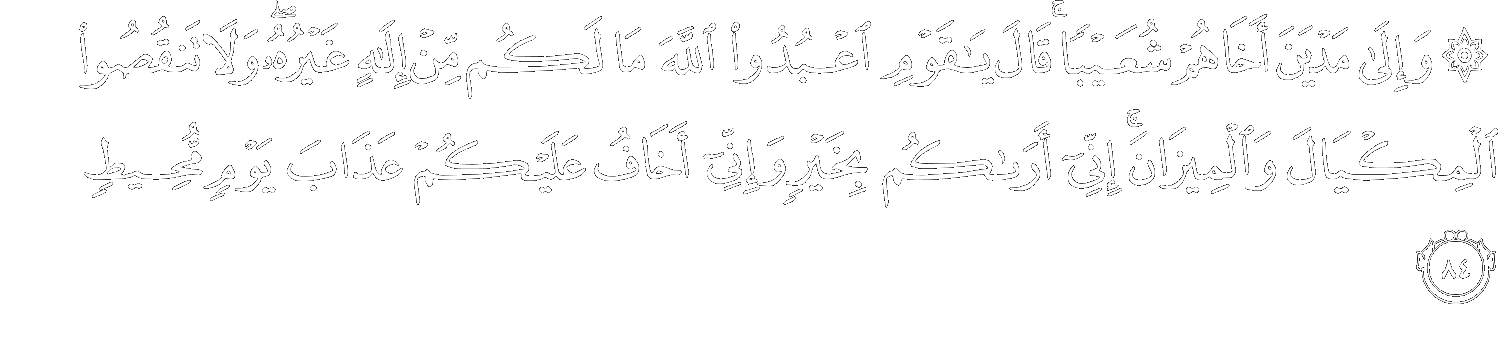 ۞ وَإِلَىٰ مَدْيَنَ أَخَاهُمْ شُعَيْبًا ۚ قَالَ يَـٰقَوْمِ ٱعْبُدُوا۟ ٱللَّهَ مَا لَكُم مِّنْ إِلَـٰهٍ غَيْرُهُۥ ۖ وَلَا تَنقُصُوا۟
ٱلْمِكْيَالَ وَٱلْمِيزَانَ ۚ إِنِّىٓ أَرَىٰكُم بِخَيْرٍ وَإِنِّىٓ أَخَافُ عَلَيْكُمْ عَذَابَ يَوْمٍ مُّحِيطٍ
٨٤